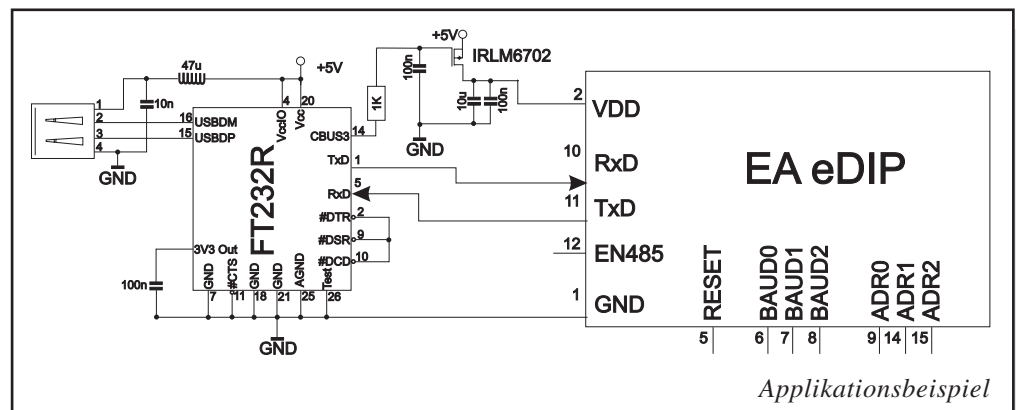 47u
+5V
10n
1
2
3
4
GND
16 USBDM
15 USBDP
4
20
VccIO
Vcc
FT232R
CBUS3 14
TxD 1
RxD 5
#DTR 2
#DSR 9
#DCD 10
3V3 Out
100n
GND
#CTS
GND
GND
AGND
Test
7
11
18
21
25
26
GND
1K
100n
+5V
IRLM6702
10u
100n
GND
2 VDD
10 RxD
11 TxD
12 EN485
1 GND
EA eDIP
RESET
BAUD0
BAUD1
BAUD2
ADR0
ADR1
ADR2
5
6
7
8
9
14
15
Applikationsbeispiel